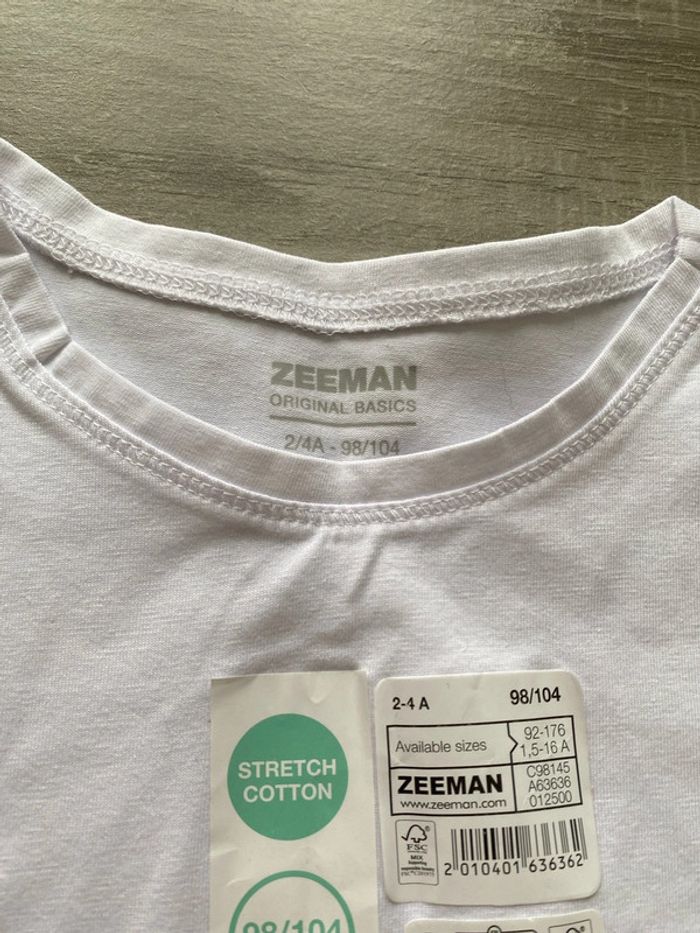 ZEEMAN
ORIGINAL BASICS
2/4A - 98/104
STRETCH
COTTON
98/104
2-4 A 98/104
Available sizes
92-176
1,5-16 A
ZEEMAN
www.zeeman.com
C98145
A63636
012500
FSC
MIX
2 010401 636362